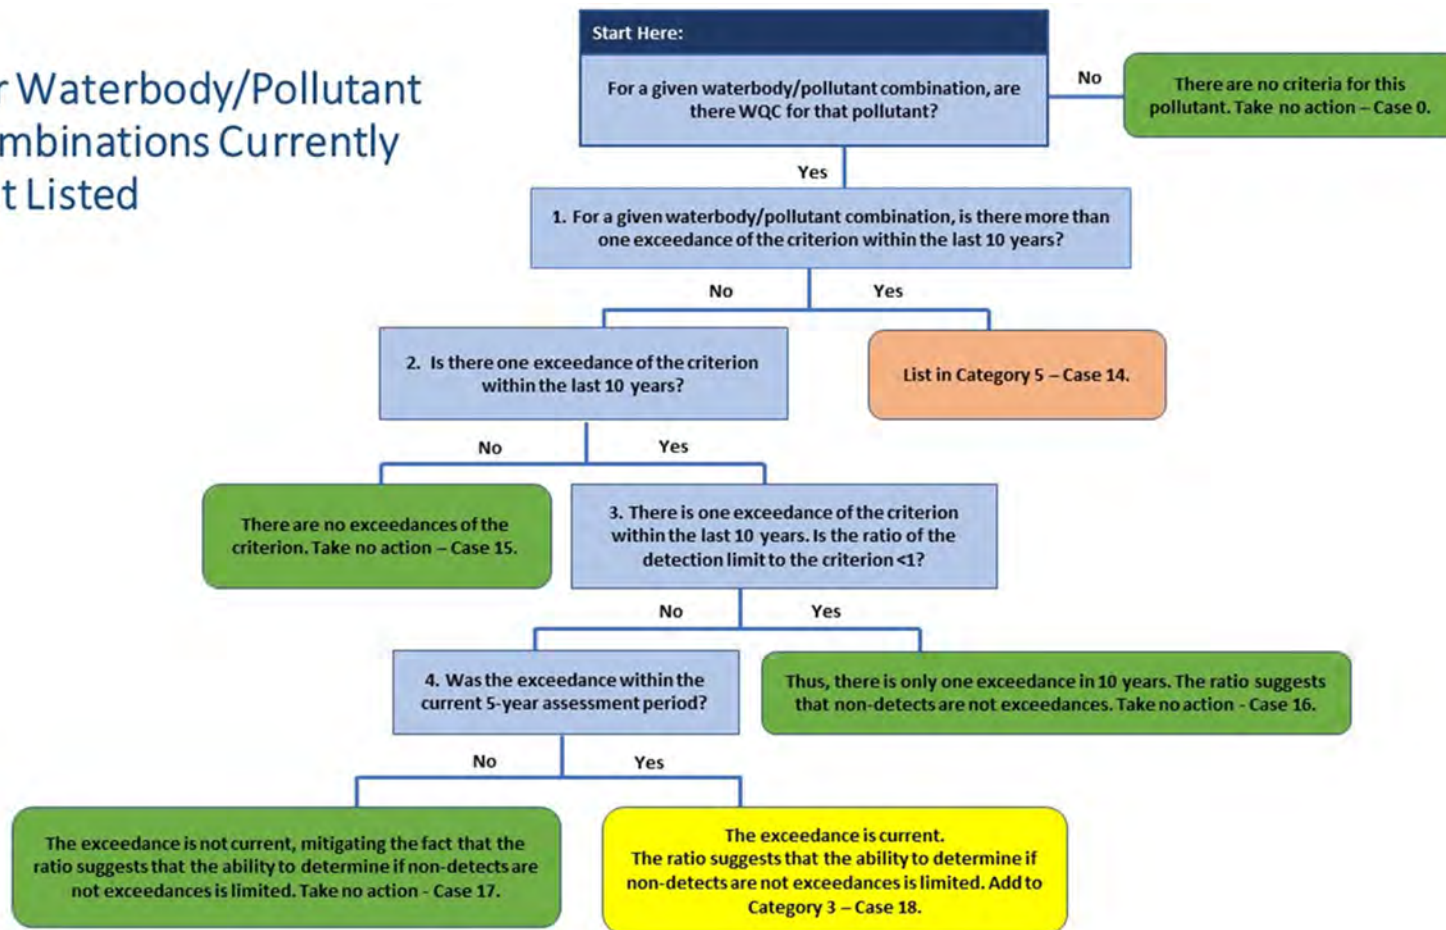 r Waterbody/Pollutant
mbinations Currently
t Listed
Start Here:
For a given waterbody/pollutant combination, are
there WQC for that pollutant?
No
There are no criteria for this
pollutant. Take no action – Case 0.
Yes
1. For a given waterbody/pollutant combination, is there more than
one exceedance of the criterion within the last 10 years?
No
Yes
2. Is there one exceedance of the criterion
within the last 10 years?
List in Category 5 – Case 14.
No
Yes
There are no exceedances of the
criterion. Take no action – Case 15.
3. There is one exceedance of the criterion
within the last 10 years. Is the ratio of the
detection limit to the criterion <1?
No
Yes
4. Was the exceedance within the
current 5-year assessment period?
Thus, there is only one exceedance in 10 years. The ratio suggests
that non-detects are not exceedances. Take no action - Case 16.
No
Yes
The exceedance is not current, mitigating the fact that the
ratio suggests that the ability to determine if non-detects are
not exceedances is limited. Take no action - Case 17.
The exceedance is current.
The ratio suggests that the ability to determine if
non-detects are not exceedances is limited. Add to
Category 3 – Case 18.